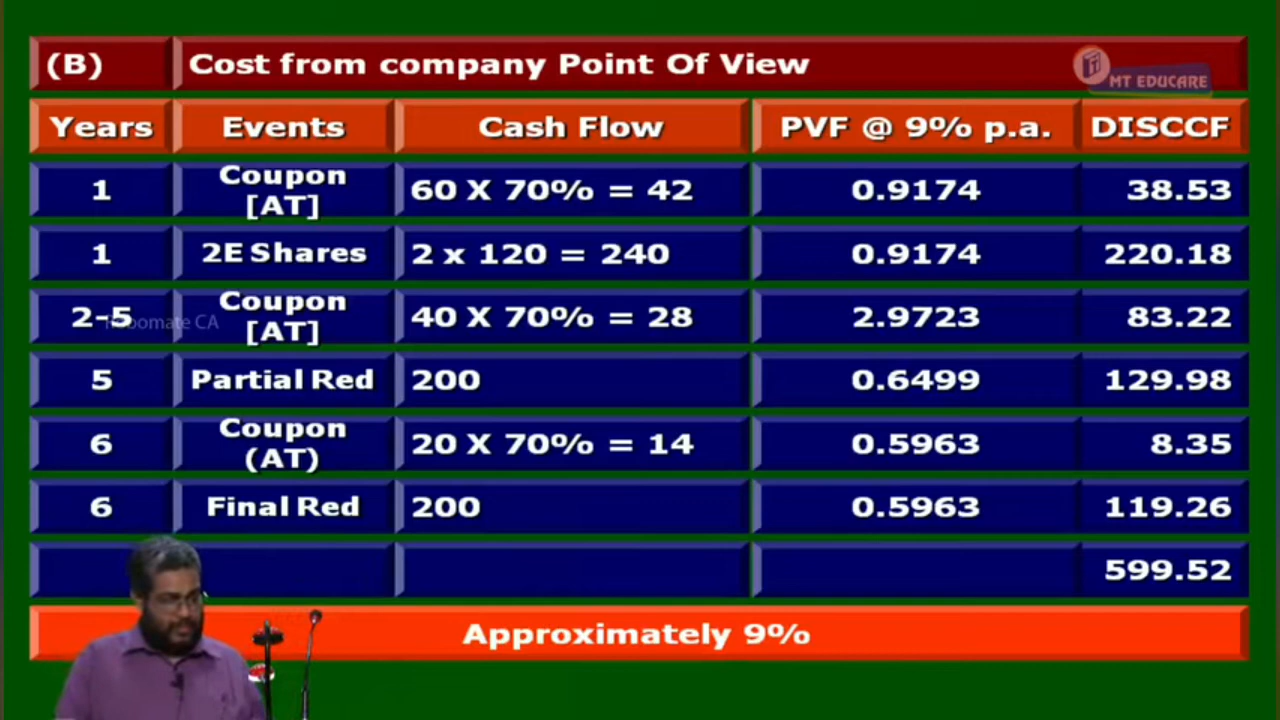 (B) Cost from company Point Of View
MT EDUCARE
Years Events Cash Flow PVF @ 9% p.a. DISCCF
1 Coupon [AT] 60 X 70% = 42 0.9174 38.53
1 2E Shares 2 x 120 = 240 0.9174 220.18
2-5 Coupon [AT] 40 X 70% = 28 2.9723 83.22
Robomate CA
5 Partial Red 200 0.6499 129.98
6 Coupon (AT) 20 X 70% = 14 0.5963 8.35
6 Final Red 200 0.5963 119.26
599.52
Approximately 9%